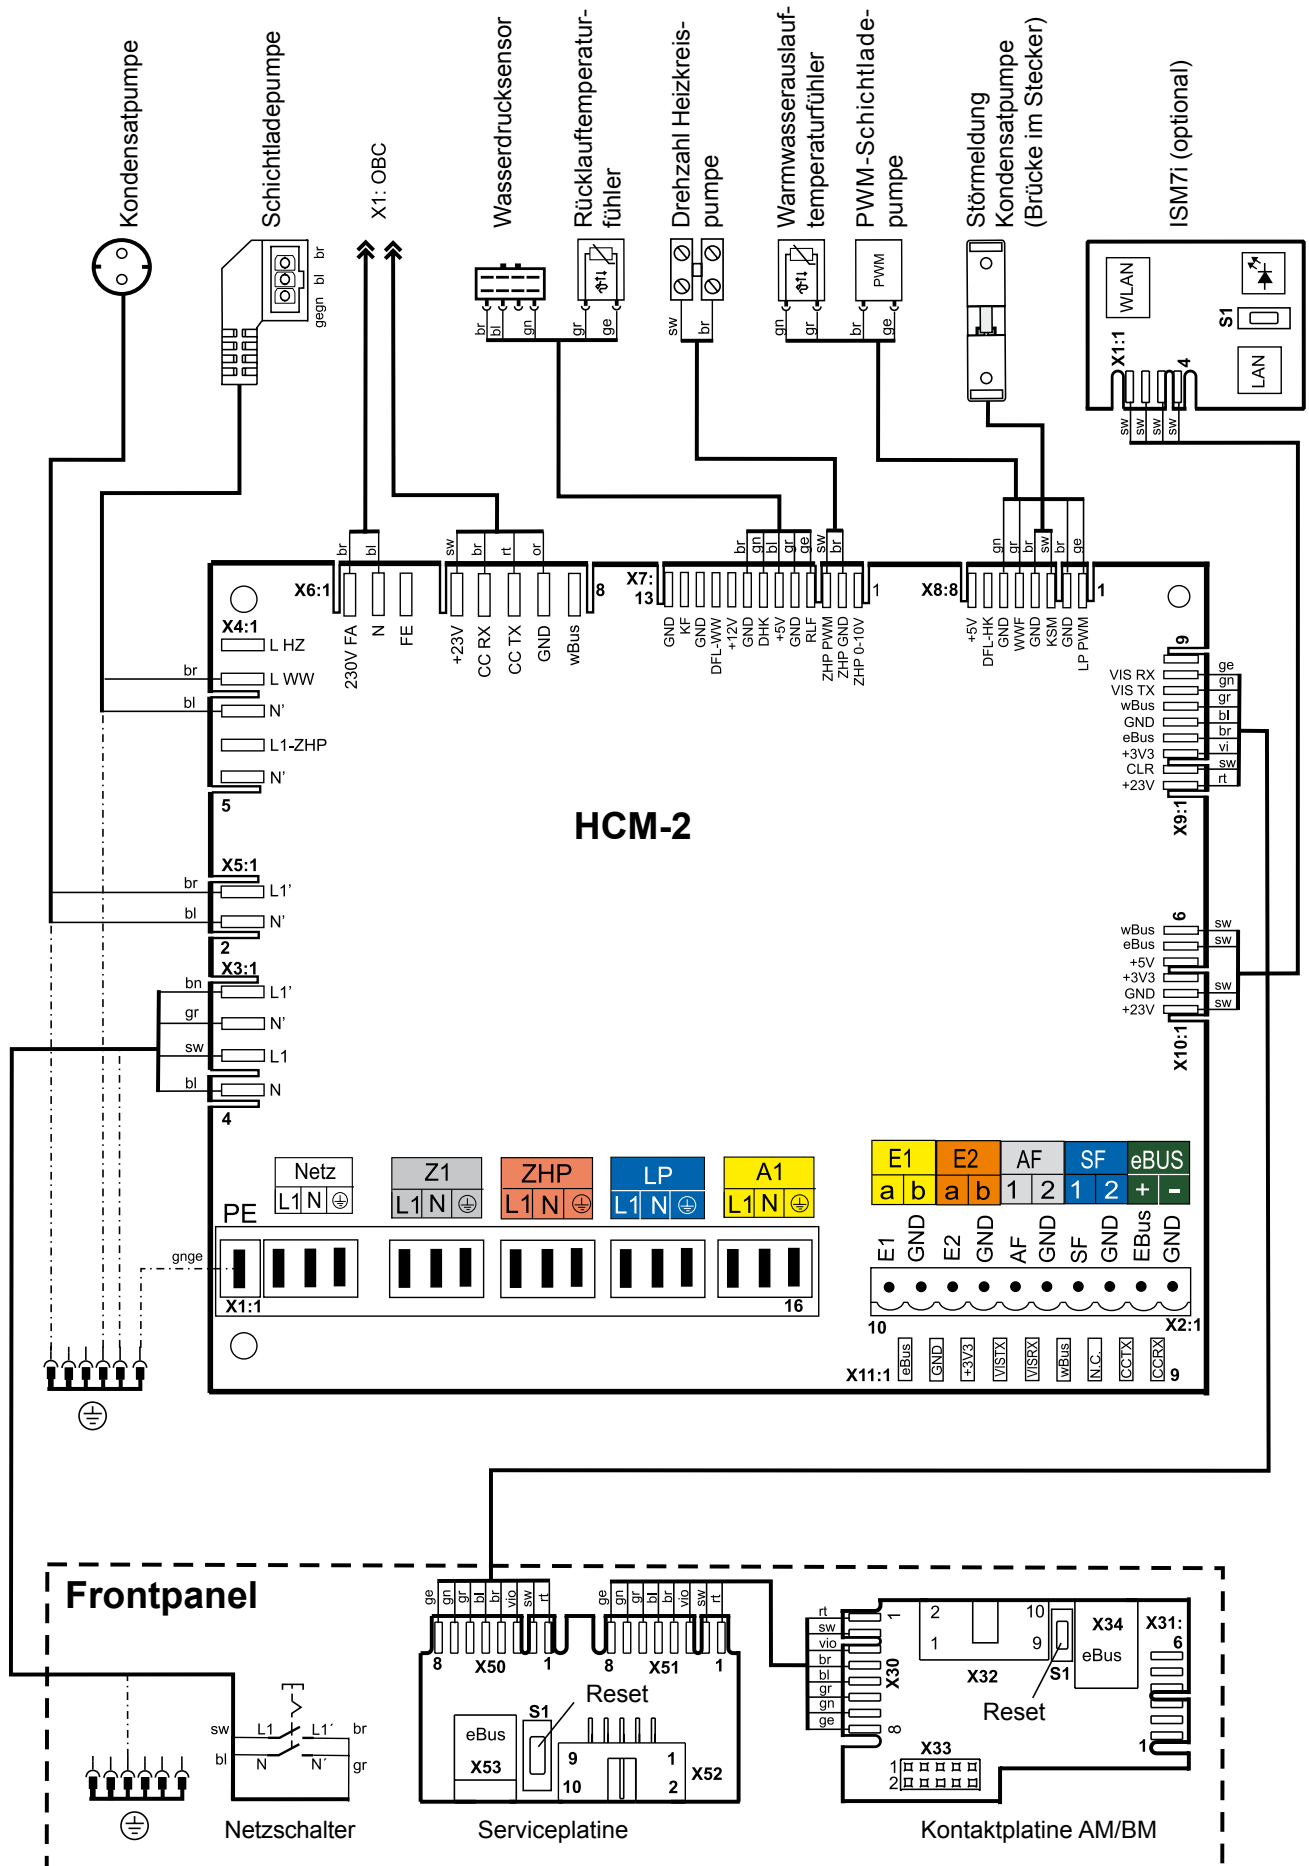 Kondensatpumpe
Schichtladepumpe
X1: OBC
Wasserdrucksensor
Rücklauftemperatur-
fühler
Drehzahl Heizkreis-
pumpe
Warmwasserauslauf-
temperaturfühler
PWM-Schichtlade-
pumpe
Störmeldung
Kondensatpumpe
(Brücke im Stecker)
ISM7i (optional)
gegn bl br
PWM
WLAN
LAN
S1
X1:1
4
sw sw sw sw
br bl gn gr ge
sw br
gn gr br ge
br bl
sw br rt or
br gn bl gr ge sw br
gn gr br sw br ge
X6:1
8
X7:
13
1
X8:8
1
230V FA
N
FE
+23V
CC RX
CC TX
GND
wBus
GND
KF
GND
DFL-WW
+12V
GND
DHK
+5V
GND
RLF
ZHP PWM
ZHP GND
ZHP 0-10V
+5V
DFL-HK
GND
WWF
GND
KSM
GND
LP PWM
X4:1
L HZ
br L WW
bl N’
L1-ZHP
N’
5
HCM-2
9
VIS RX ge
VIS TX gn
wBus gr
GND bl
eBus br
+3V3 vi
CLR sw
+23V rt
X9:1
X5:1
br L1’
bl N’
2
X3:1
bn L1’
gr N’
sw L1
bl N
4
6
wBus sw
eBus sw
+5V
+3V3
GND sw
+23V sw
X10:1
Netz
L1 N
Z1
L1 N
ZHP
L1 N
LP
L1 N
A1
L1 N
E1 E2 AF SF eBUS
a b a b 1 2 1 2 + -
PE
gnge
X1:1
16
E1 GND E2 GND AF GND SF GND EBus GND
10
X2:1
X11:1 eBus GND +3V3 VISTX VISRX wBus N.C. CCTX CCRX 9
Frontpanel
ge gn gr bl br vio sw rt
ge gn gr bl br vio sw rt
8 X50 1
8 X51 1
rt
sw
vio
br
bl
gr
gn
ge
1
X30
8
2 10
1 9
X32
S1
Reset
X34
eBus
X31:
6
1
X33
1
2
Reset
S1
eBus
X53
9 1
10 2
X52
sw L1 L1´ br
bl N N´ gr
Netzschalter
Serviceplatine
Kontaktplatine AM/BM